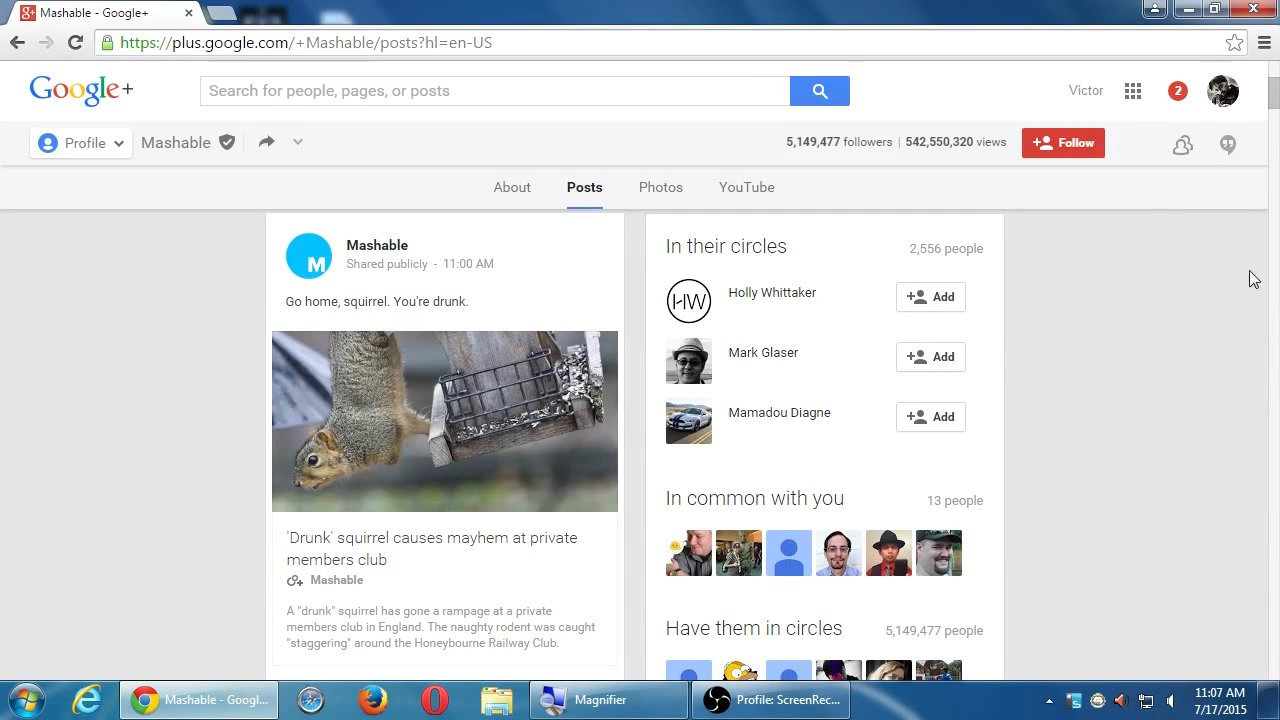 Mashable - Google+
https://plus.google.com/+Mashable/posts?hl=en-US
Google+
Search for people, pages, or posts
Victor
2
Profile
Mashable
5,149,477 followers | 542,550,320 views
Follow
About
Posts
Photos
YouTube
M
Mashable
Shared publicly - 11:00 AM
Go home, squirrel. You're drunk.
'Drunk' squirrel causes mayhem at private
members club
Mashable
A "drunk" squirrel has gone a rampage at a private
members club in England. The naughty rodent was caught
"staggering" around the Honeybourne Railway Club.
In their circles
2,556 people
HW
Holly Whittaker
Add
Mark Glaser
Add
Mamadou Diagne
Add
In common with you
13 people
Have them in circles
5,149,477 people
Mashable - Googl...
Magnifier
Profile: ScreenRec...
11:07 AM
7/17/2015